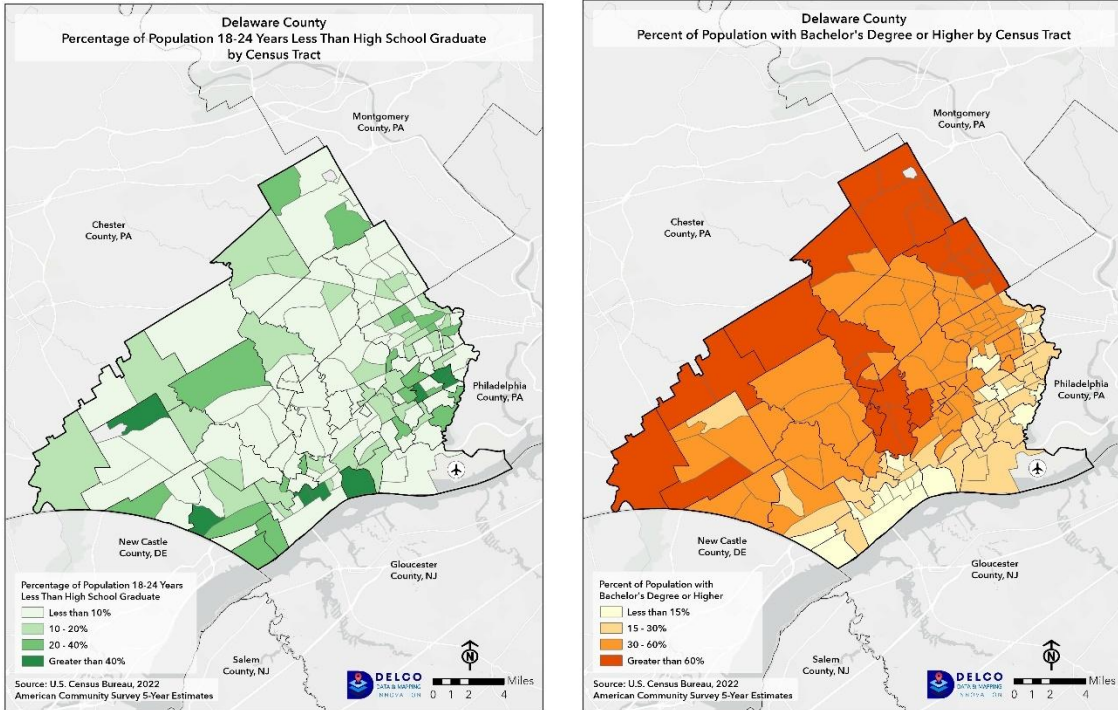 Delaware County
Percentage of Population 18-24 Years Less Than High School Graduate
by Census Tract
Montgomery
County, PA
Chester
County, PA
Philadelphia
County, PA
New Castle
County, DE
Gloucester
County, NJ
Salem
County, NJ
Percentage of Population 18-24 Years
Less Than High School Graduate
Less than 10%
10 - 20%
20 - 40%
Greater than 40%
Source: U.S. Census Bureau, 2022
American Community Survey 5-Year Estimates
DELCO
DATA & MAPPING
INNOVATION
N
0 1 2 4 Miles
Delaware County
Percent of Population with Bachelor's Degree or Higher by Census Tract
Montgomery
County, PA
Chester
County, PA
Philadelphia
County, PA
New Castle
County, DE
Gloucester
County, NJ
Salem
County, NJ
Percent of Population with
Bachelor's Degree or Higher
Less than 15%
15 - 30%
30 - 60%
Greater than 60%
Source: U.S. Census Bureau, 2022
American Community Survey 5-Year Estimates
DELCO
DATA & MAPPING
INNOVATION
N
0 1 2 4 Miles